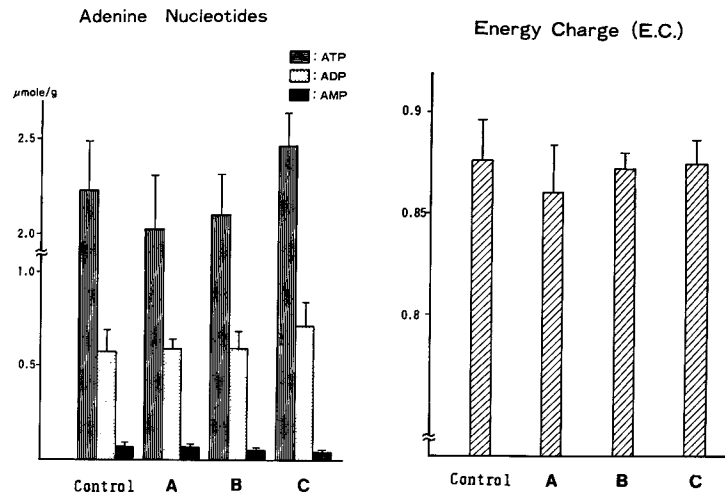 Adenine Nucleotides
: ATP
: ADP
: AMP
μmole/g
2.5
2.0
1.0
0.5
Control A B C
Energy Charge (E.C.)
0.9
0.85
0.8
Control A B C